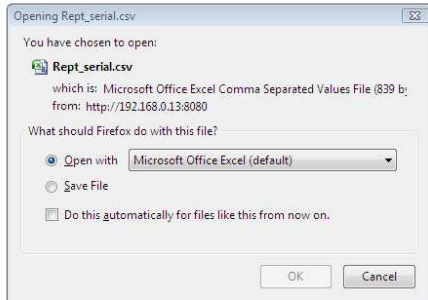 Opening Rept_serial.csv
You have chosen to open:
Rept_serial.csv
which is: Microsoft Office Excel Comma Separated Values File (839 by
from: http://192.168.0.13:8080
What should Firefox do with this file?
Open with Microsoft Office Excel (default)
Save File
Do this automatically for files like this from now on.
OK Cancel